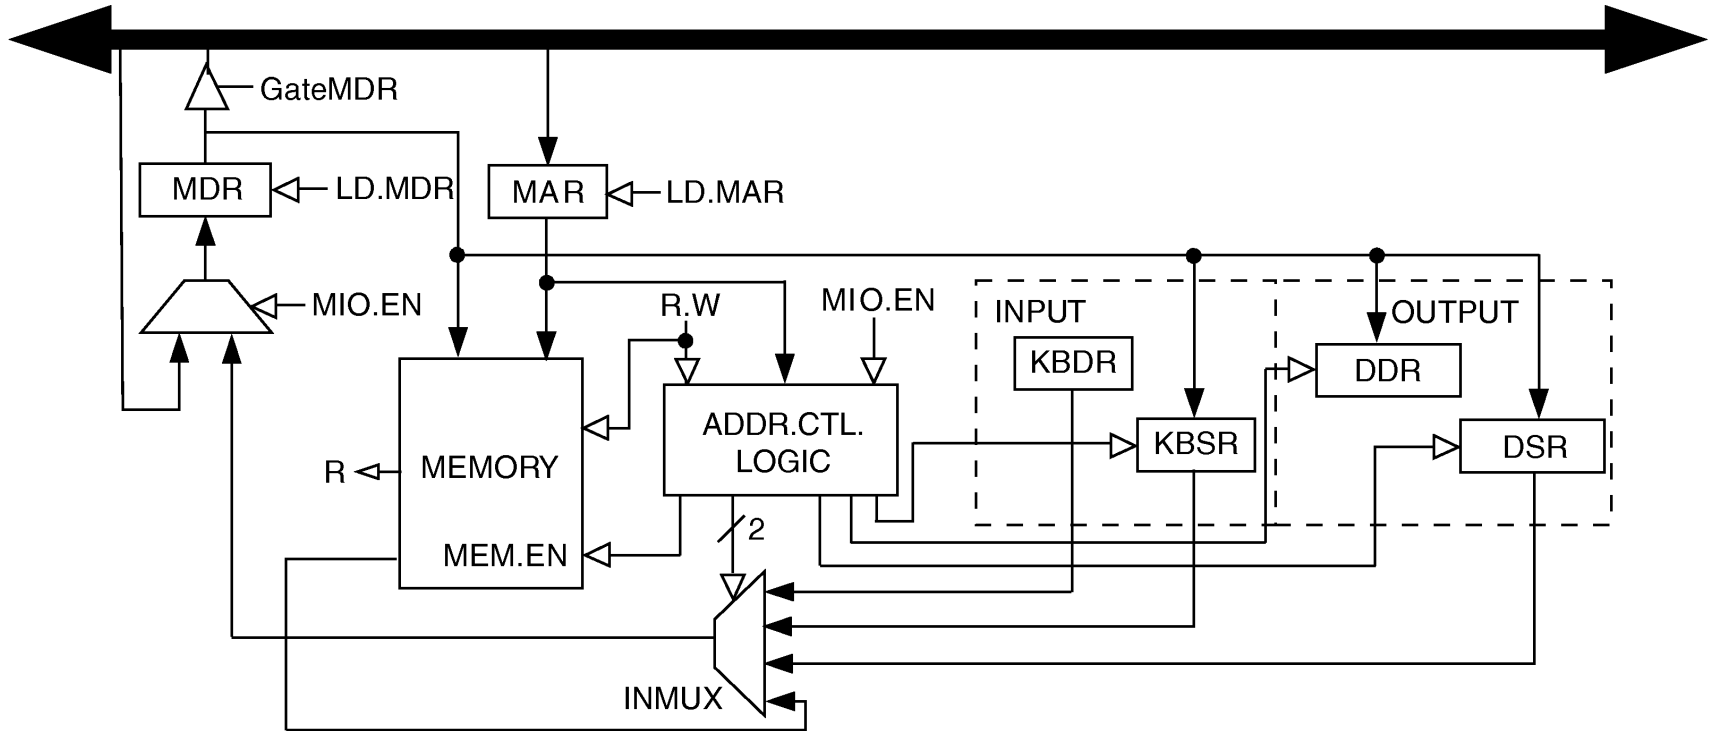 GateMDR
MDR
LD.MDR
MAR
LD.MAR
MIO.EN
R.W
MIO.EN
INPUT
OUTPUT
KBDR
DDR
ADDR.CTL.
LOGIC
KBSR
DSR
R
MEMORY
2
MEM.EN
INMUX